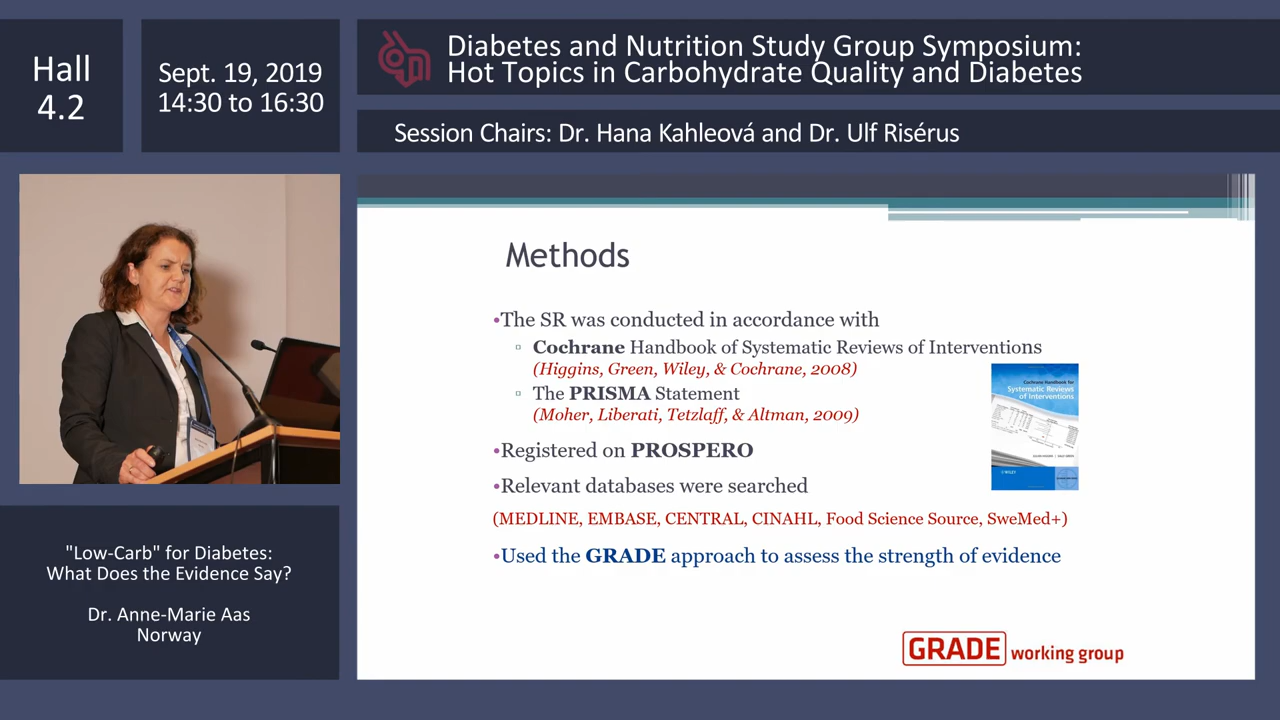 Hall
4.2
Sept. 19, 2019
14:30 to 16:30
Diabetes and Nutrition Study Group Symposium:
Hot Topics in Carbohydrate Quality and Diabetes
Session Chairs: Dr. Hana Kahleová and Dr. Ulf Risérus
Methods
•The SR was conducted in accordance with
▫ Cochrane Handbook of Systematic Reviews of Interventions
(Higgins, Green, Wiley, & Cochrane, 2008)
▫ The PRISMA Statement
(Moher, Liberati, Tetzlaff, & Altman, 2009)
•Registered on PROSPERO
•Relevant databases were searched
(MEDLINE, EMBASE, CENTRAL, CINAHL, Food Science Source, SweMed+)
•Used the GRADE approach to assess the strength of evidence
Cochrane Handbook for
Systematic Reviews
of Interventions
GRADE working group
"Low-Carb" for Diabetes:
What Does the Evidence Say?
Dr. Anne-Marie Aas
Norway